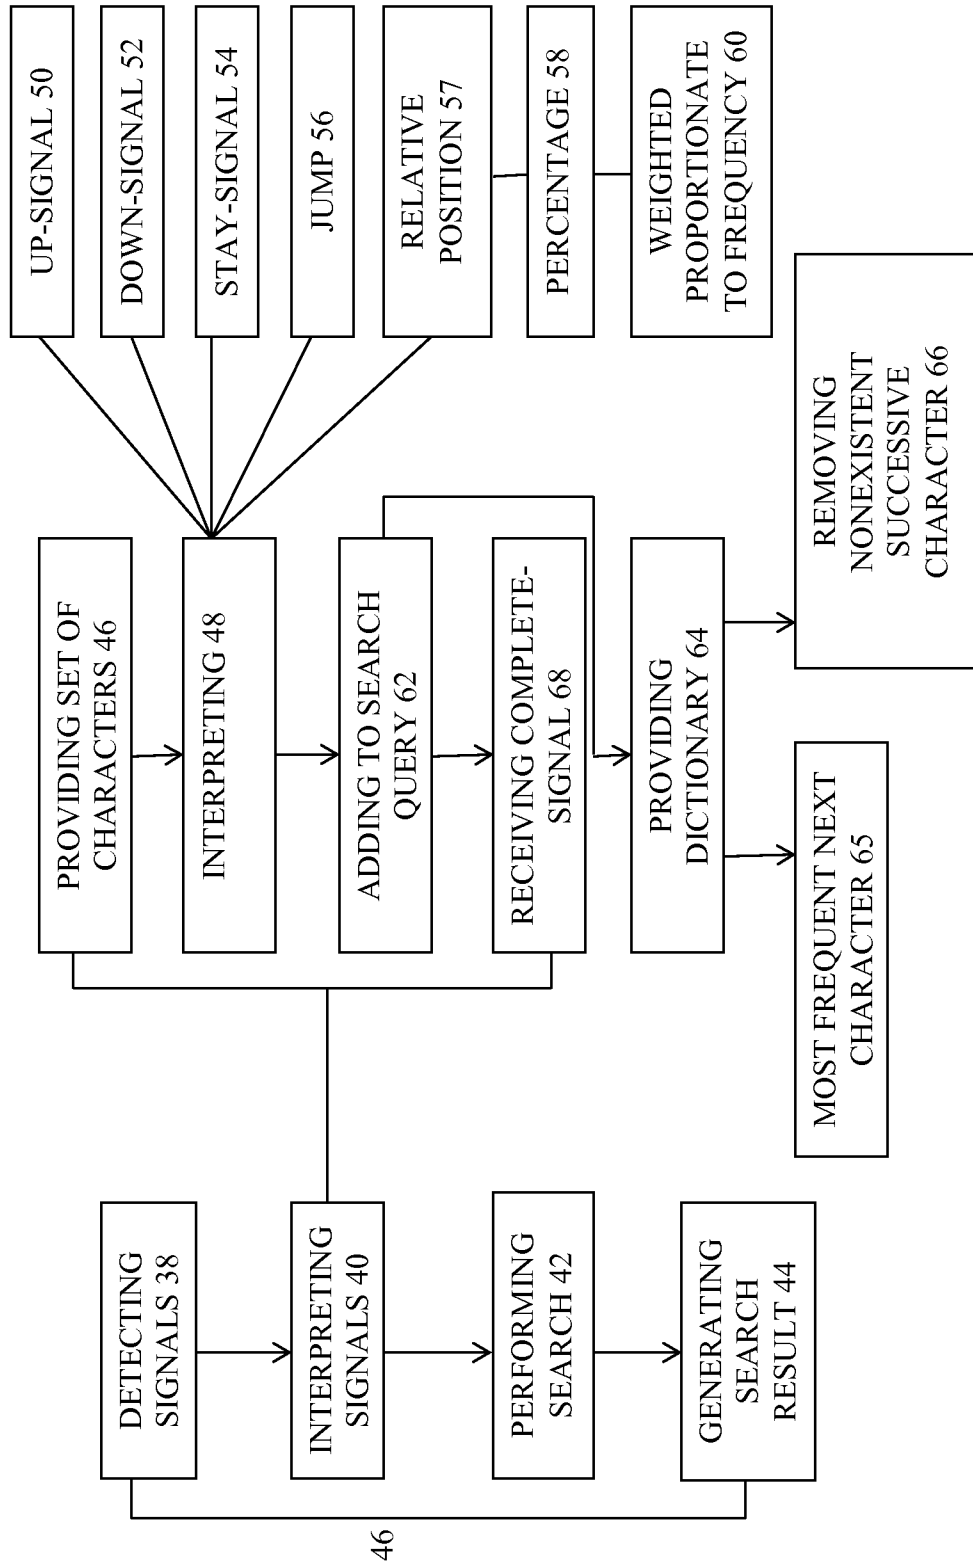 46
DETECTING
SIGNALS 38
INTERPRETING
SIGNALS 40
PERFORMING
SEARCH 42
GENERATING
SEARCH
RESULT 44
PROVIDING SET OF
CHARACTERS 46
INTERPRETING 48
ADDING TO SEARCH
QUERY 62
RECEIVING COMPLETE-
SIGNAL 68
PROVIDING
DICTIONARY 64
MOST FREQUENT NEXT
CHARACTER 65
REMOVING
NONEXISTENT
SUCCESSIVE
CHARACTER 66
UP-SIGNAL 50
DOWN-SIGNAL 52
STAY-SIGNAL 54
JUMP 56
RELATIVE
POSITION 57
PERCENTAGE 58
WEIGHTED
PROPORTIONATE
TO FREQUENCY 60